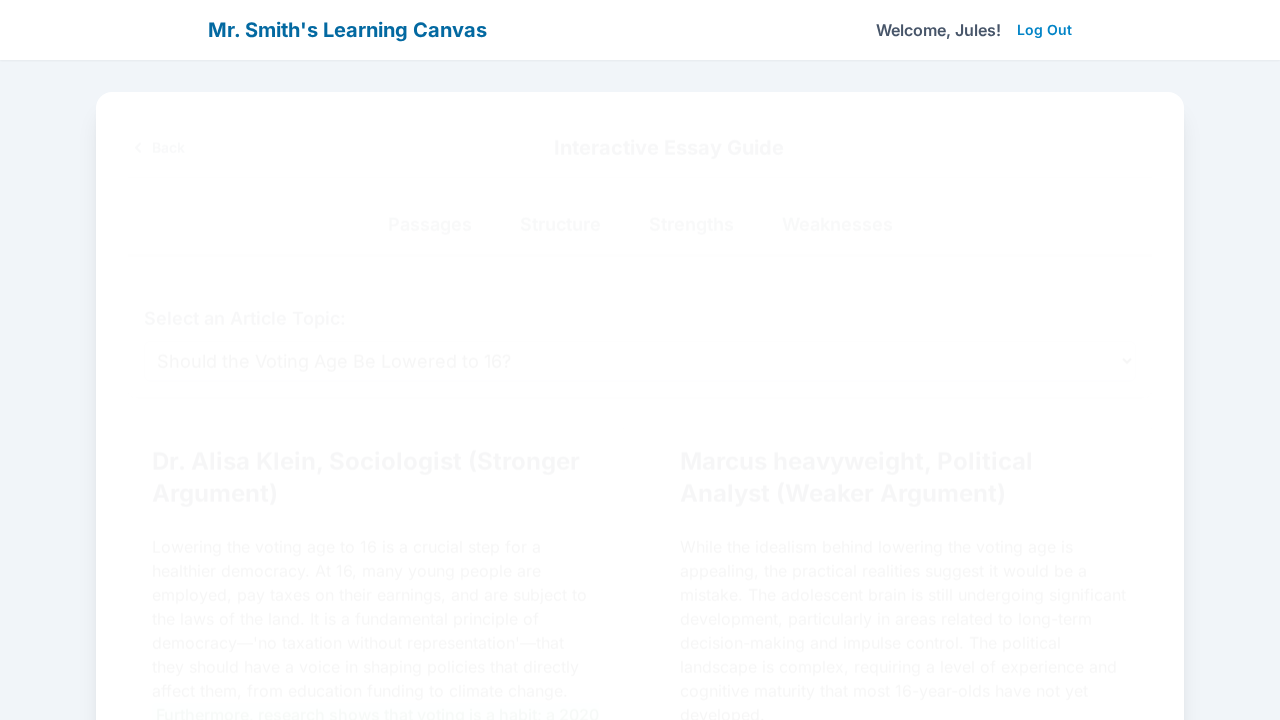 Mr. Smith's Learning Canvas
Welcome, Jules! Log Out
Back
Interactive Essay Guide
Passages Structure Strengths Weaknesses
Select an Article Topic:
Should the Voting Age Be Lowered to 16?
Dr. Alisa Klein, Sociologist (Stronger
Argument)
Lowering the voting age to 16 is a crucial step for a
healthier democracy. At 16, many young people are
employed, pay taxes on their earnings, and are subject to
the laws of the land. It is a fundamental principle of
democracy—'no taxation without representation'—that
they should have a voice in shaping policies that directly
affect them, from education funding to climate change.
Furthermore, research shows that voting is a habit; a 2020
Marcus heavyweight, Political
Analyst (Weaker Argument)
While the idealism behind lowering the voting age is
appealing, the practical realities suggest it would be a
mistake. The adolescent brain is still undergoing significant
development, particularly in areas related to long-term
decision-making and impulse control. The political
landscape is complex, requiring a level of experience and
cognitive maturity that most 16-year-olds have not yet
developed.